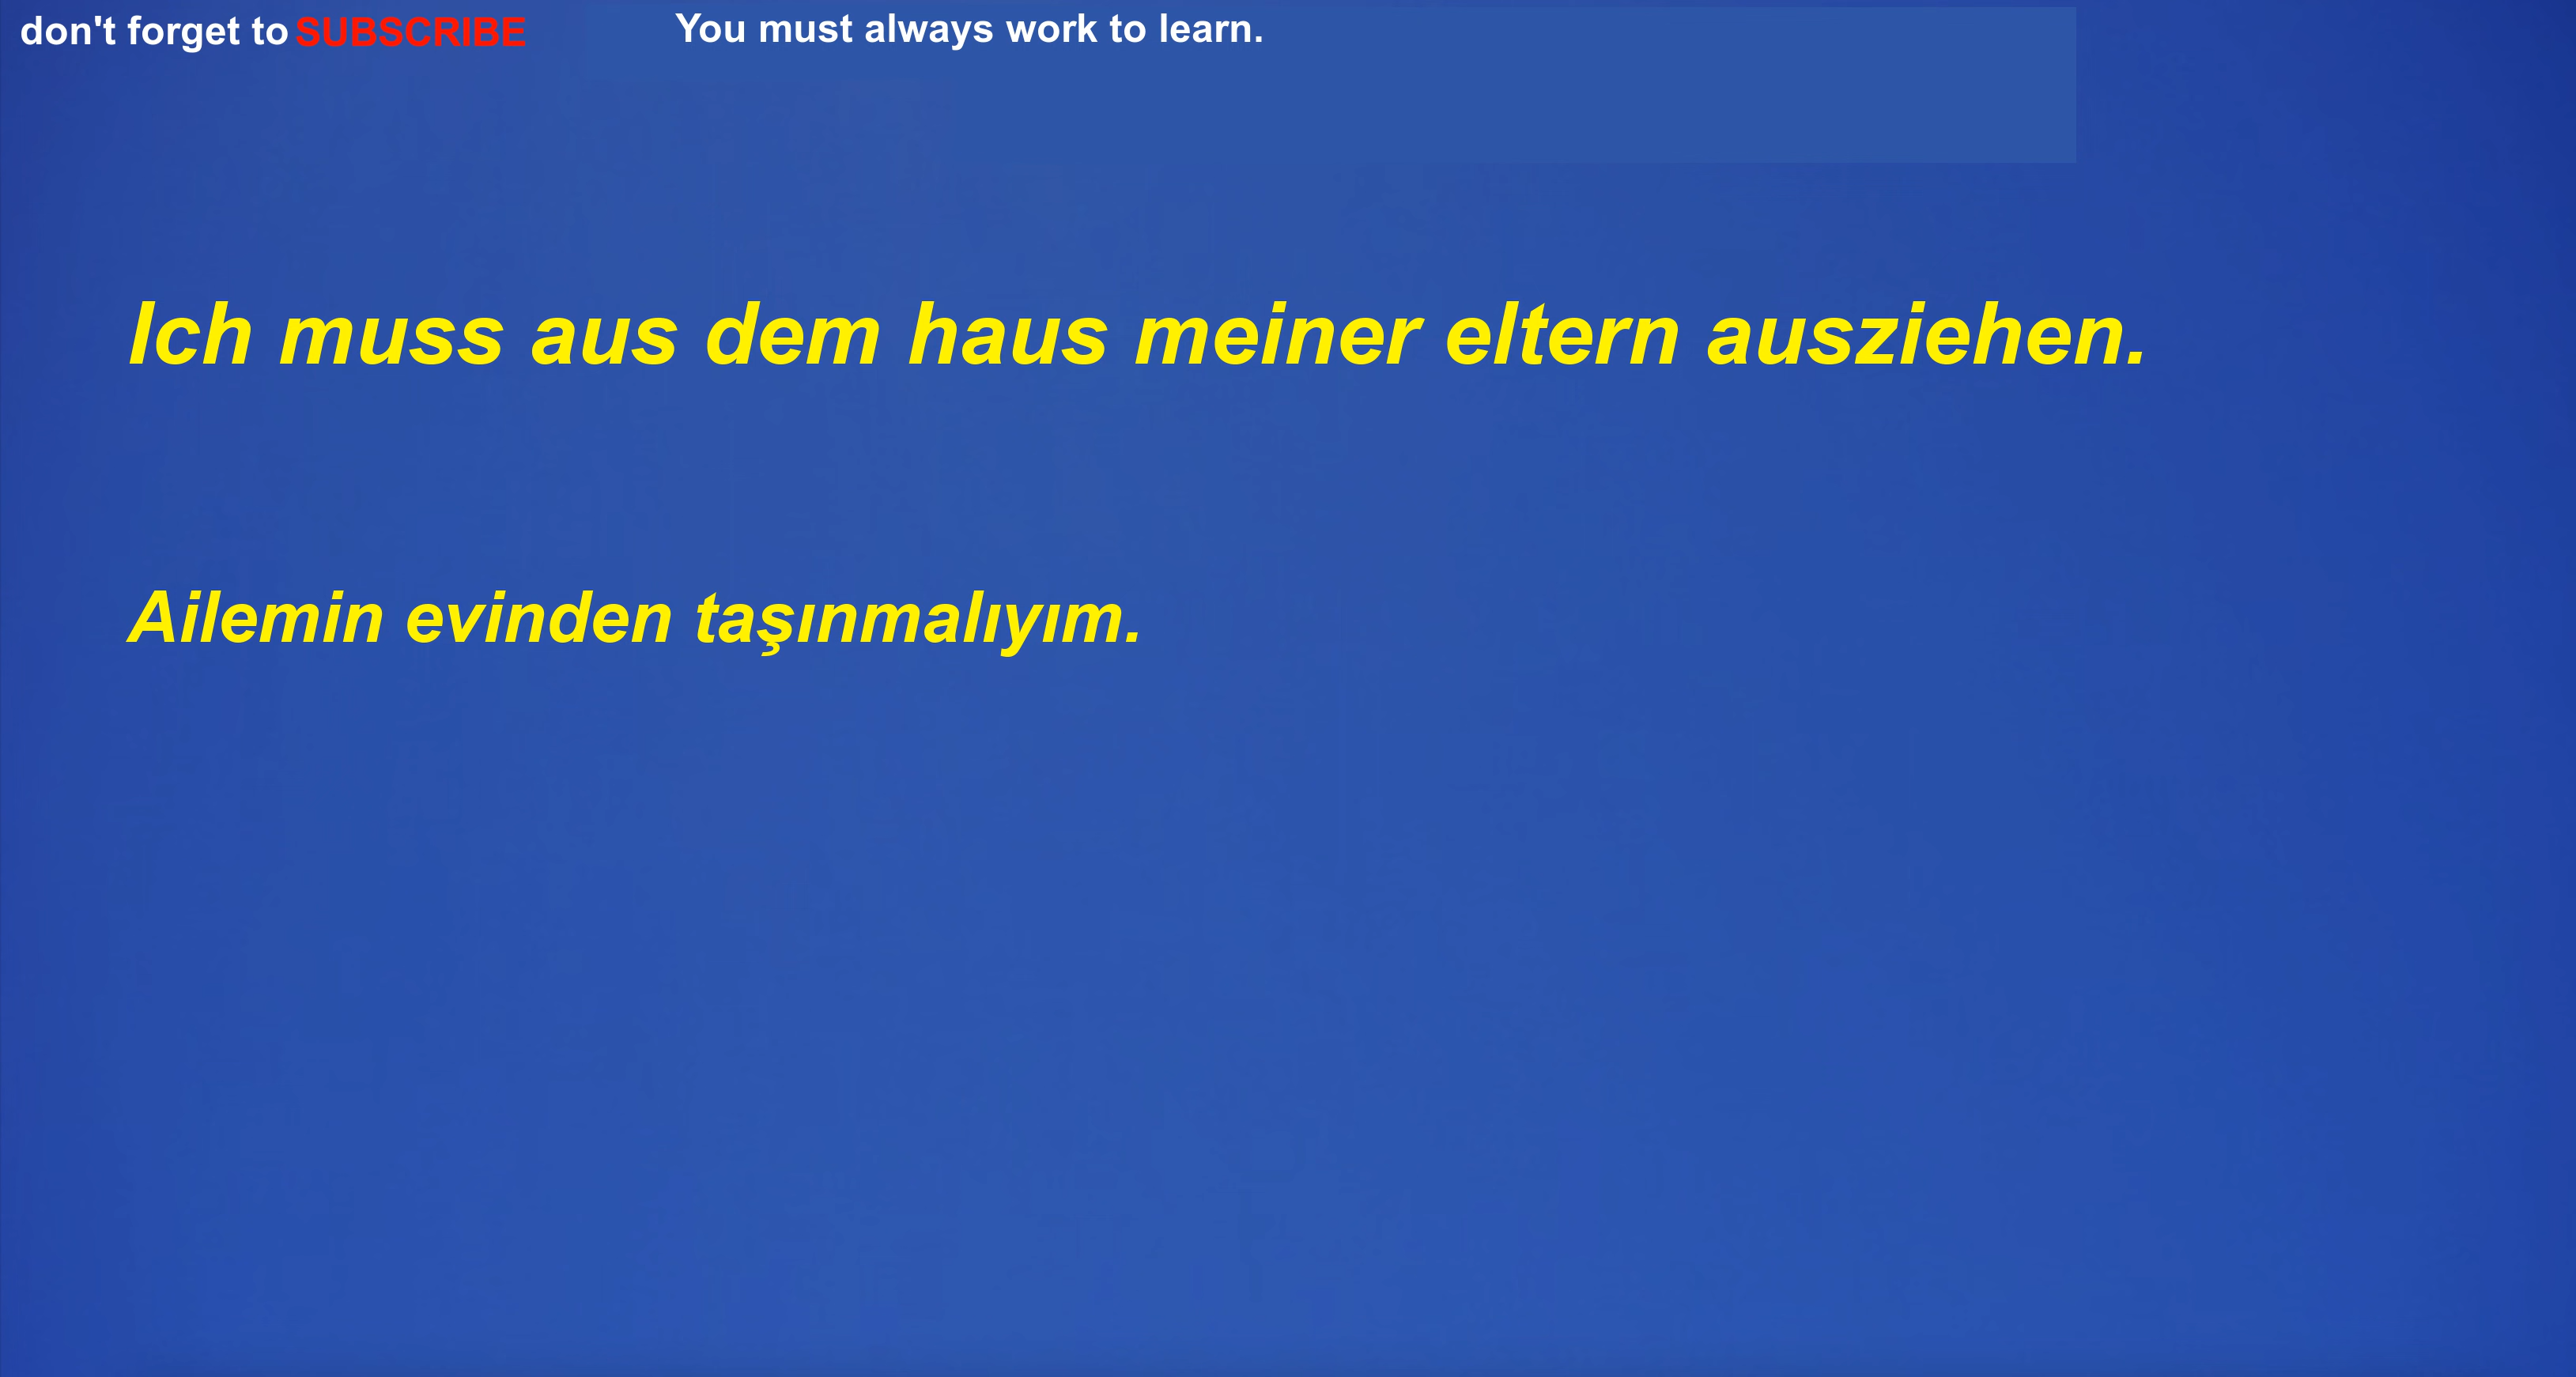 don't forget to SUBSCRIBE
You must always work to learn.
Ich muss aus dem haus meiner eltern ausziehen.
Ailemin evinden taşınmalıyım.